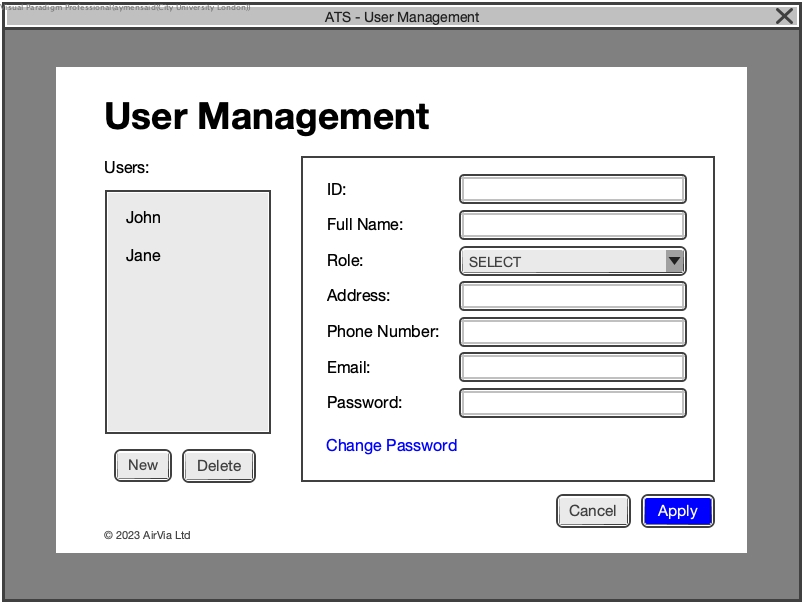 Visual Paradigm Professional(aymensaid(City University London))
ATS - User Management
User Management
Users:
John
Jane
New
Delete
ID:
Full Name:
Role:
SELECT
Address:
Phone Number:
Email:
Password:
Change Password
Cancel
Apply
© 2023 AirVia Ltd